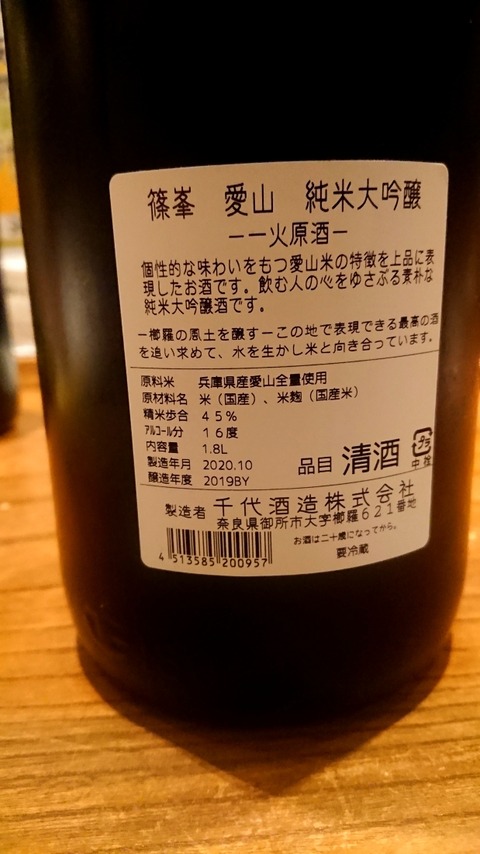 篠峯 愛山 純米大吟醸
－一火原酒－
個性的な味わいをもつ愛山米の特徴を上品に表
現したお酒です。飲む人の心をゆさぶる素朴な
純米大吟醸酒です。
－櫛羅の風土を醸す－この地で表現できる最高の酒
を追い求めて、水を生かし米と向き合っています。
原料米 兵庫県産愛山全量使用
原材料名 米（国産）、米麹（国産米）
精米歩合 45％
アルコール分 16度
内容量 1.8L
製造年月 2020.10
醸造年度 2019BY
品目 清酒
プラ
中栓
製造者 千代酒造株式会社
奈良県御所市大字櫛羅621番地
お酒は二十歳になってから。
要冷蔵
4 513585 200957